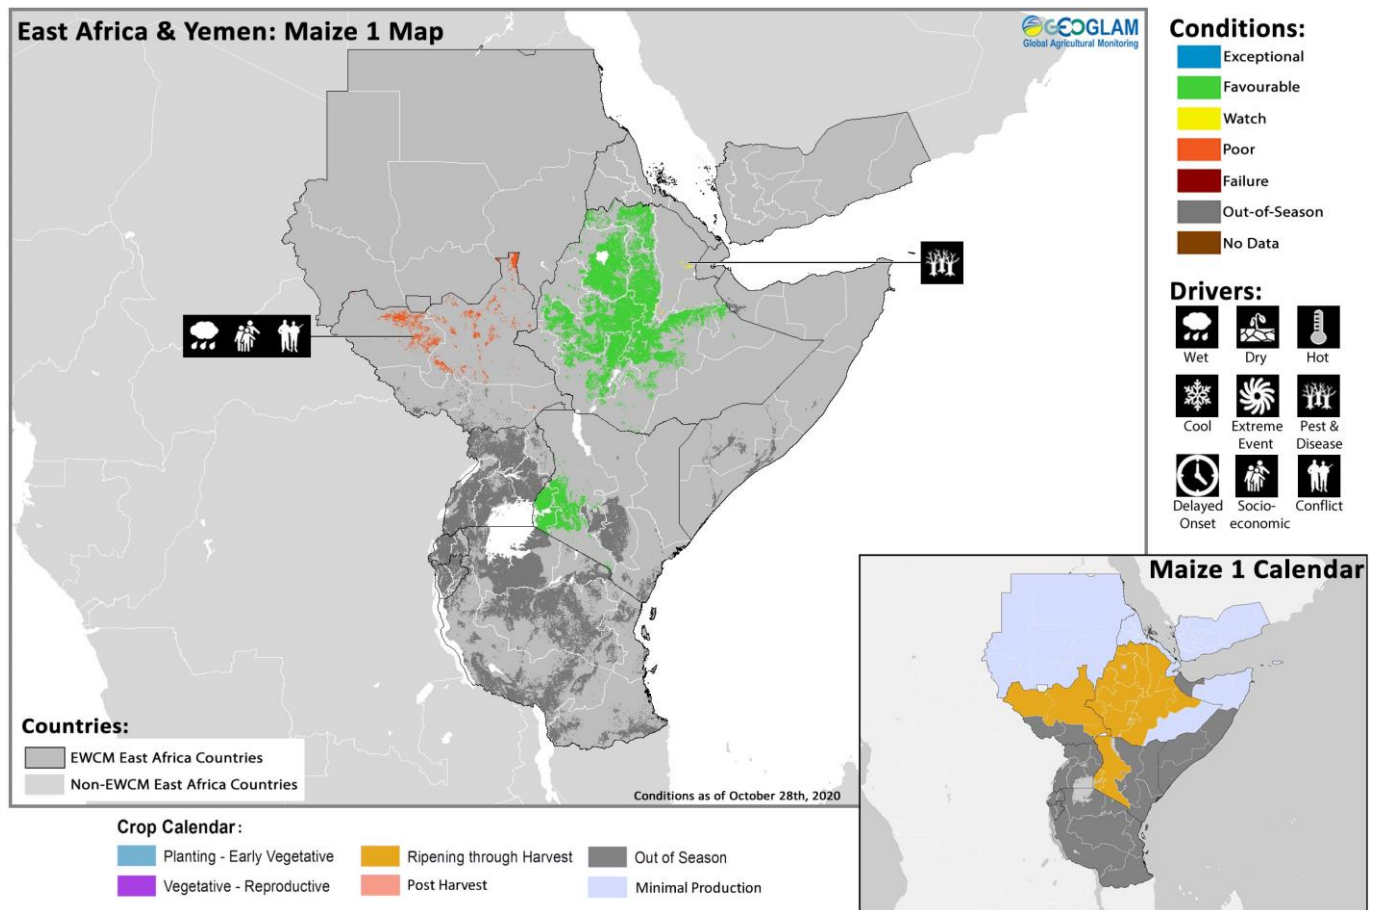 East Africa & Yemen: Maize 1 Map
GEOGLAM
Global Agricultural Monitoring
Conditions:
Exceptional
Favourable
Watch
Poor
Failure
Out-of-Season
No Data
Drivers:
Wet
Dry
Hot
Cool
Extreme
Event
Pest &
Disease
Delayed
Onset
Socio-
economic
Conflict
Maize 1 Calendar
Countries:
EWCM East Africa Countries
Non-EWCM East Africa Countries
Conditions as of October 28th, 2020
Crop Calendar:
Planting - Early Vegetative
Ripening through Harvest
Out of Season
Vegetative - Reproductive
Post Harvest
Minimal Production